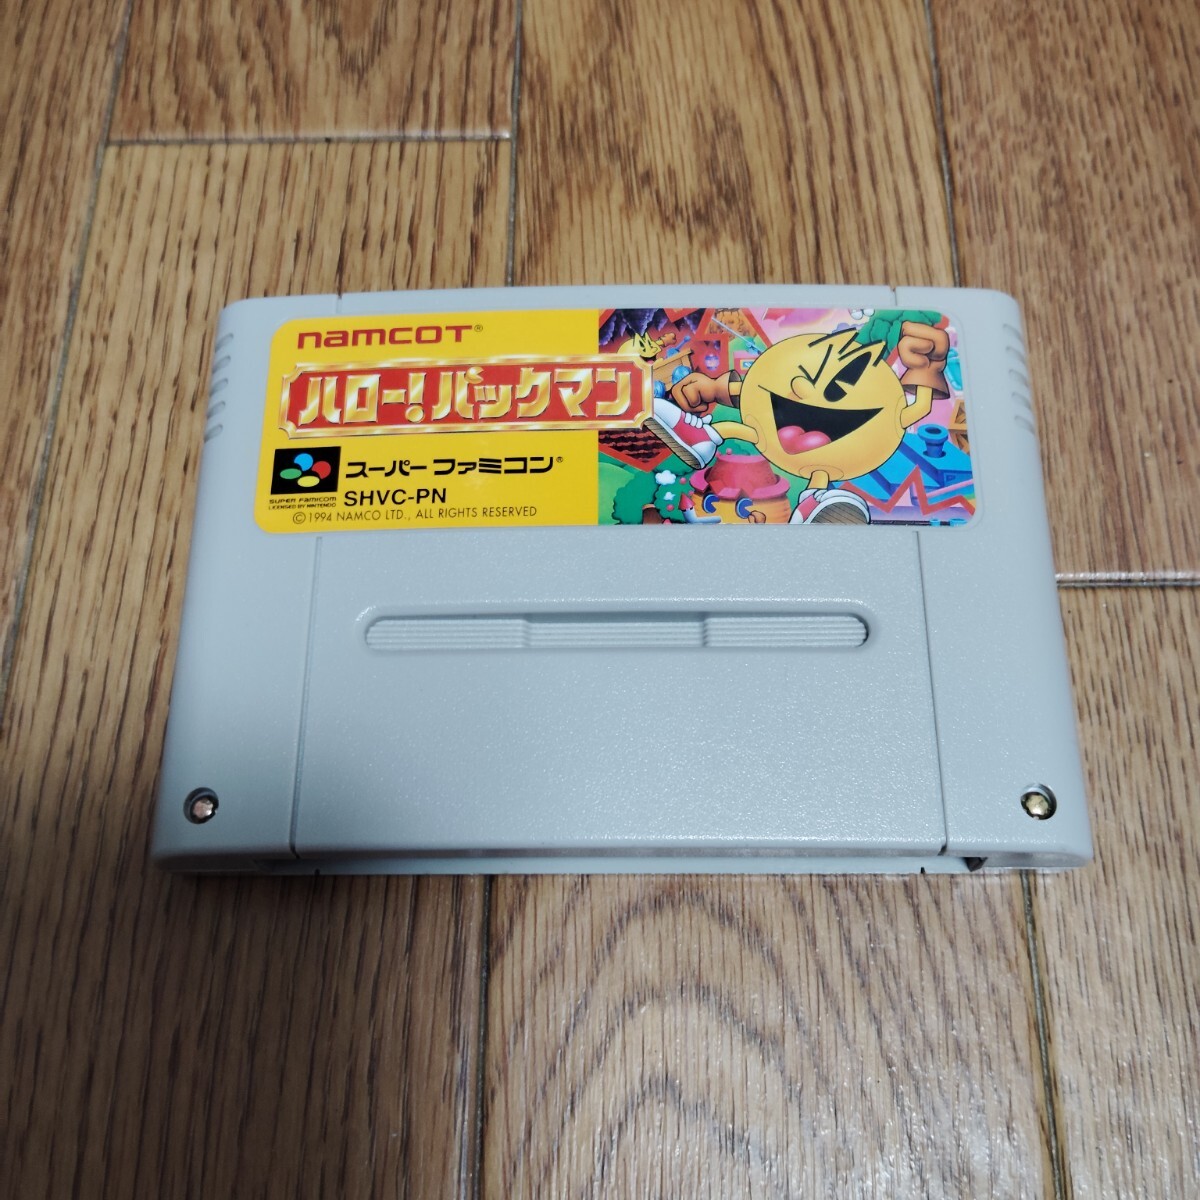 namcot®
ハロー!パックマン
スーパーファミコン®
SUPER FAMICOM
LICENSED BY NINTENDO
SHVC-PN
©1994 NAMCO LTD., ALL RIGHTS RESERVED